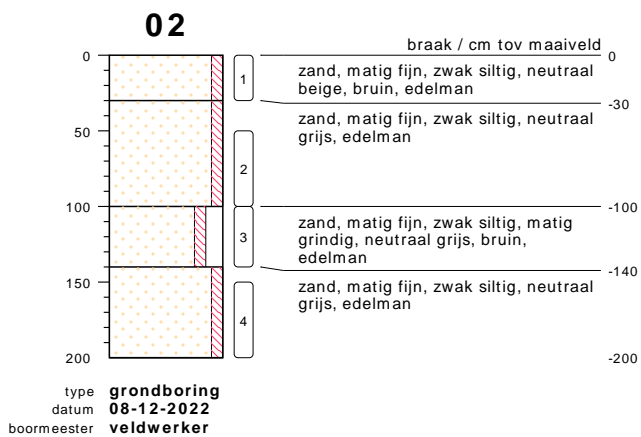 02
braak / cm tov maaiveld
0
0
zand, matig fijn, zwak siltig, neutraal
beige, bruin, edelman
1
-30
zand, matig fijn, zwak siltig, neutraal
grijs, edelman
50
2
100
-100
zand, matig fijn, zwak siltig, matig
grindig, neutraal grijs, bruin,
edelman
3
-140
zand, matig fijn, zwak siltig, neutraal
grijs, edelman
150
4
200
-200
type grondboring
datum 08-12-2022
boormeester veldwerker